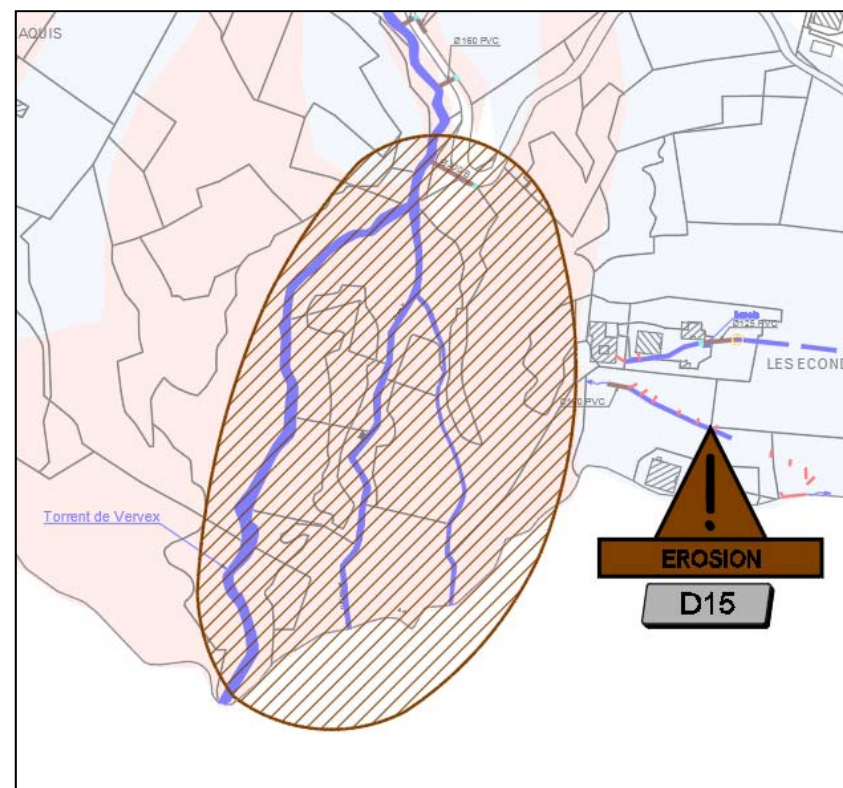 AQUIS
Ø160 PVC
Ø125 PVC
LES ECOND
Torrent de Vervex
EROSION
D15